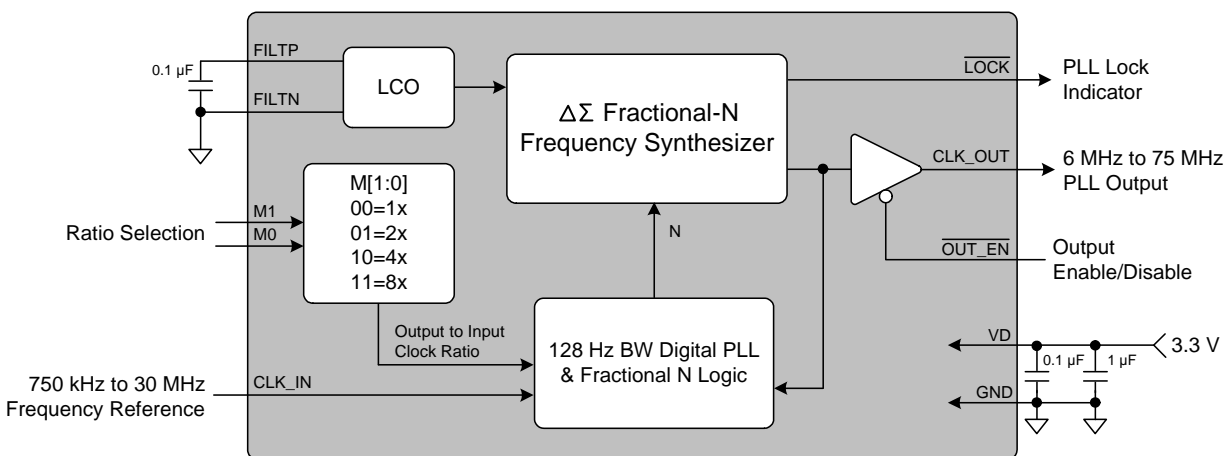 FILTP
0.1 µF
LCO
FILTN
ΔΣ Fractional-N
Frequency Synthesizer
LOCK
PLL Lock
Indicator
CLK_OUT
6 MHz to 75 MHz
PLL Output
M[1:0]
00=1x
01=2x
10=4x
11=8x
Ratio Selection
M1
M0
N
OUT_EN
Output
Enable/Disable
Output to Input
Clock Ratio
128 Hz BW Digital PLL
& Fractional N Logic
750 kHz to 30 MHz
Frequency Reference
CLK_IN
VD
0.1 µF
1 µF
3.3 V
GND